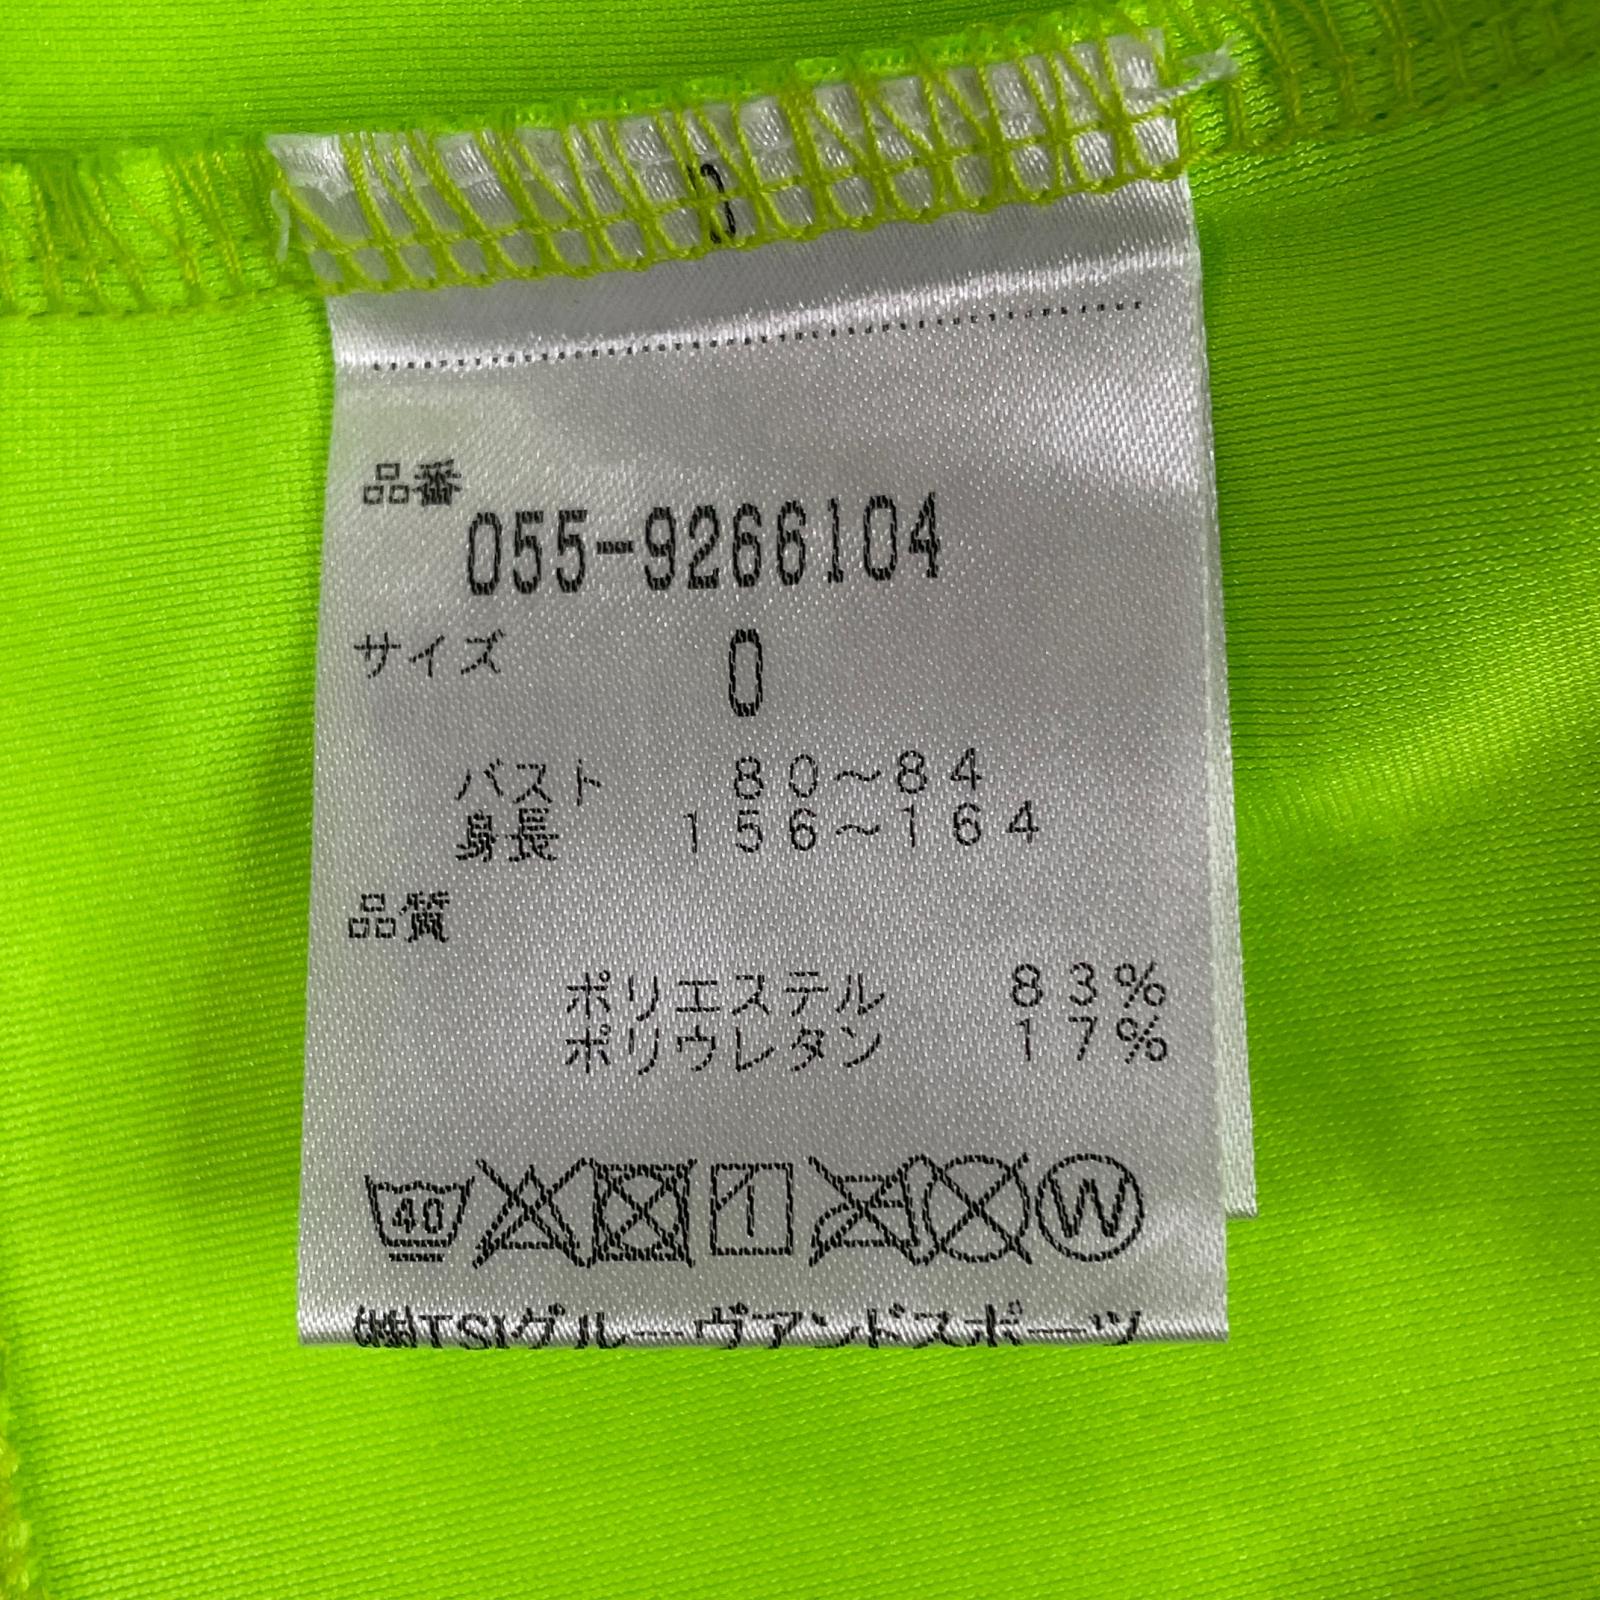 0
品番
055-9266104
サイズ 0
バスト 80～84
身長 156～164
品質
ポリエステル 83%
ポリウレタン 17%
40 1 W
㈱TSIグルーヴアンドスポーツ